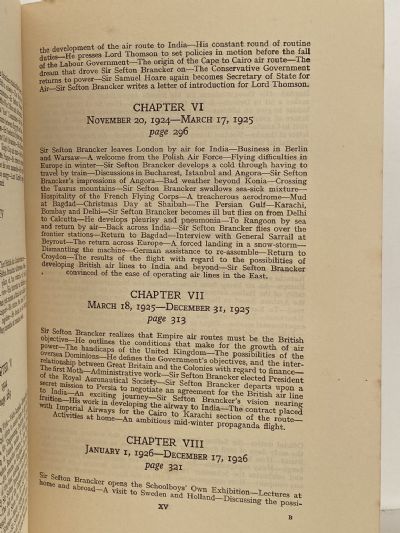 the development of the air route to India—His constant round of routine
duties—He presses Lord Thomson to set policies in motion before the fall
of the Labour Government—The origin of the Cape to Cairo air route—The
dream that drove Sir Sefton Brancker on—The Conservative Government
returns to power—Sir Samuel Hoare again becomes Secretary of State for
Air—Sir Sefton Brancker writes a letter of introduction for Lord Thomson.
CHAPTER VI
NOVEMBER 20, 1924—MARCH 17, 1925
page 296
Sir Sefton Brancker leaves London by air for India—Business in Berlin
and Warsaw—A welcome from the Polish Air Force—Flying difficulties in
Europe in winter—Sir Sefton Brancker develops a cold through having to
travel by train—Discussions in Bucharest, Istanbul and Angora—Sir Sefton
Brancker's impressions of Angora—Bad weather beyond Konia—Crossing
the Taurus mountains—Sir Sefton Brancker swallows sea-sick mixture—
Hospitality of the French Flying Corps—A treacherous aerodrome—Mud
at Bagdad—Christmas Day at Shaibah—The Persian Gulf—Karachi,
Bombay and Delhi—Sir Sefton Brancker becomes ill but flies on from Delhi
to Calcutta—He develops pleurisy and pneumonia—To Rangoon by sea
and return by air—Back across India—Sir Sefton Brancker flies over the
frontier stations—Return to Bagdad—Interview with General Sarrail at
Beyrout—The return across Europe—A forced landing in a snow-storm—
Dismantling the machine—German assistance to re-assemble—Return to
Croydon—The results of the flight with regard to the possibilities of
developing British air lines to India and beyond—Sir Sefton Brancker
convinced of the ease of operating air lines in the East.
CHAPTER VII
MARCH 18, 1925—DECEMBER 31, 1925
page 313
Sir Sefton Brancker realizes that Empire air routes must be the British
objective—He outlines the conditions that make for the growth of air
power—The handicaps of the United Kingdom—The possibilities of the
oversea Dominions—He defines the Government's objectives, and the inter-
relationship between Great Britain and the Colonies with regard to finance—
The first Moth—Administrative work—Sir Sefton Brancker elected President
of the Royal Aeronautical Society—Sir Sefton Brancker departs upon a
secret mission to Persia to negotiate an agreement for the British air line
to India—An exciting journey—Sir Sefton Brancker's vision nearing
fruition—His work in developing the airway to India—The contract placed
with Imperial Airways for the Cairo to Karachi section of the route—
Activities at home—An ambitious mid-winter propaganda flight.
CHAPTER VIII
JANUARY 1, 1926—DECEMBER 17, 1926
page 321
Sir Sefton Brancker opens the Schoolboys' Own Exhibition—Lectures at
home and abroad—A visit to Sweden and Holland—Discussing the possi-
XV
B